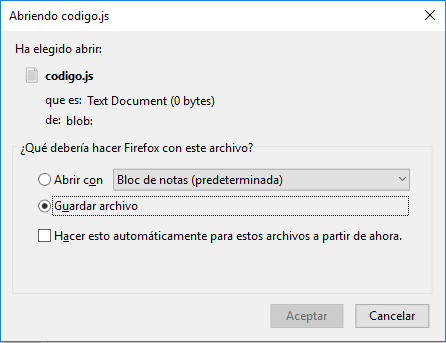 Abriendo codigo.js
Ha elegido abrir:
codigo.js
que es: Text Document (0 bytes)
de: blob:
¿Qué debería hacer Firefox con este archivo?
Abrir con Bloc de notas (predeterminada)
Guardar archivo
Hacer esto automáticamente para estos archivos a partir de ahora.
Aceptar Cancelar